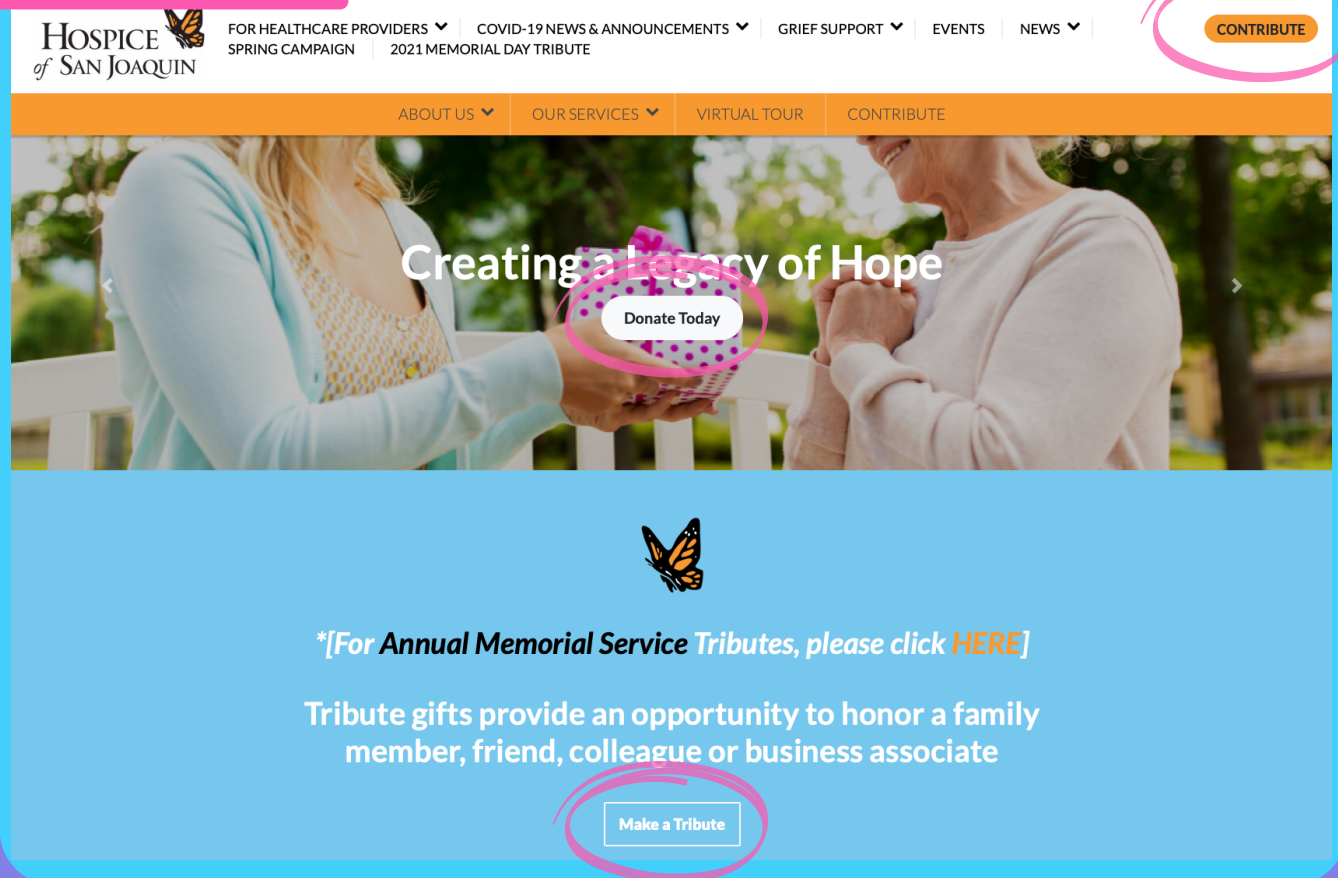 HOSPICE
of SAN JOAQUIN
FOR HEALTHCARE PROVIDERS
COVID-19 NEWS & ANNOUNCEMENTS
GRIEF SUPPORT
EVENTS
NEWS
SPRING CAMPAIGN
2021 MEMORIAL DAY TRIBUTE
CONTRIBUTE
ABOUT US
OUR SERVICES
VIRTUAL TOUR
CONTRIBUTE
Creating a Legacy of Hope
Donate Today
*[For Annual Memorial Service Tributes, please click HERE]
Tribute gifts provide an opportunity to honor a family
member, friend, colleague or business associate
Make a Tribute